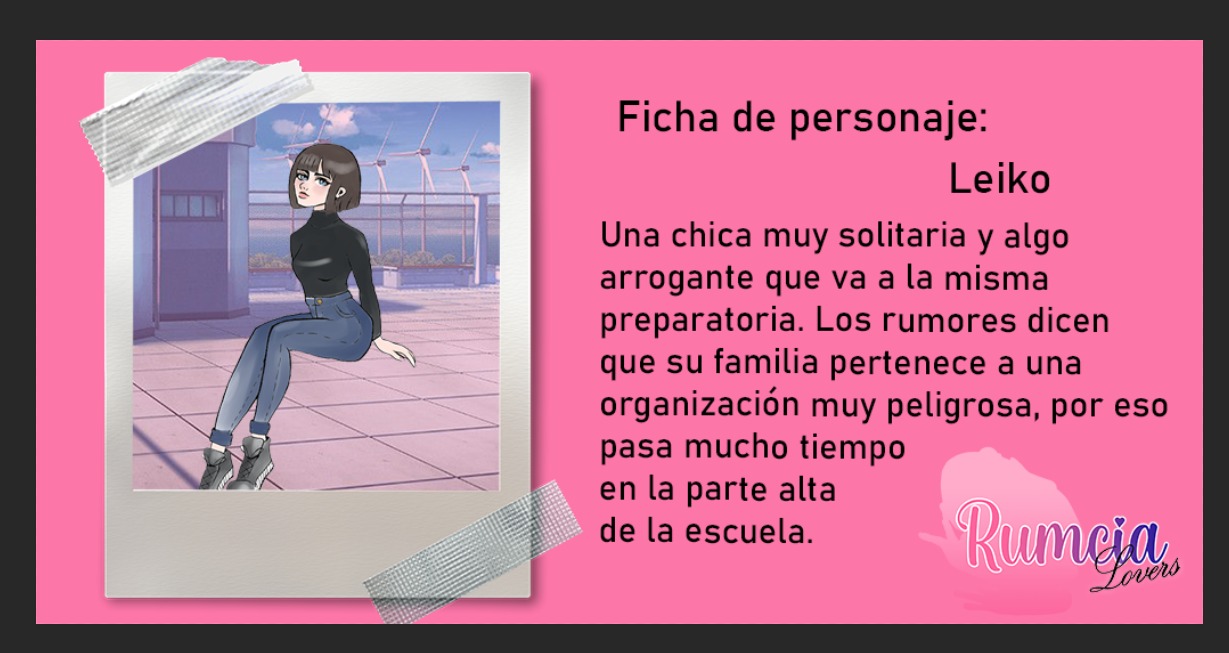 Ficha de personaje:
Leiko
Una chica muy solitaria y algo
arrogante que va a la misma
preparatoria. Los rumores dicen
que su familia pertenece a una
organización muy peligrosa, por eso
pasa mucho tiempo
en la parte alta
de la escuela.
Rumcia
Lovers